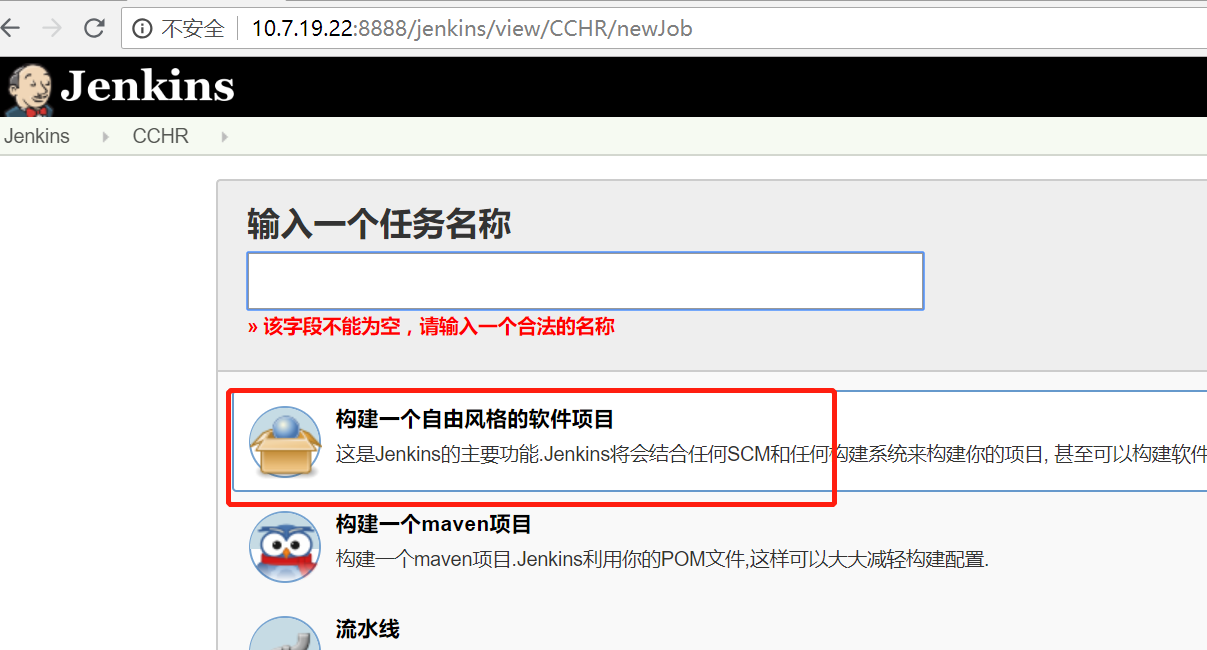 不安全 10.7.19.22:8888/jenkins/view/CCHR/newJob
Jenkins
Jenkins CCHR
输入一个任务名称
» 该字段不能为空，请输入一个合法的名称
构建一个自由风格的软件项目
这是Jenkins的主要功能.Jenkins将会结合任何SCM和任何构建系统来构建你的项目, 甚至可以构建软件
构建一个maven项目
构建一个maven项目.Jenkins利用你的POM文件,这样可以大大减轻构建配置.
流水线